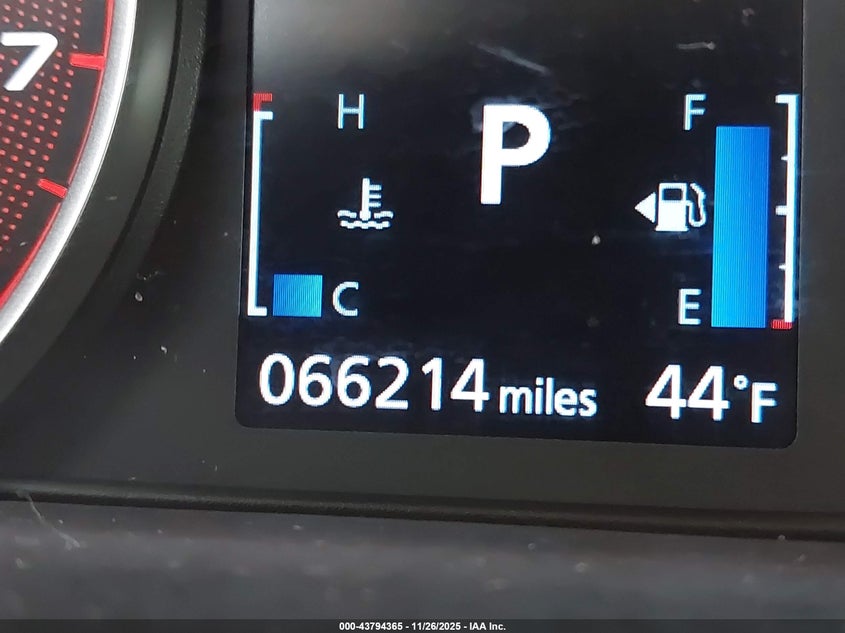 7
H P F
C E
066214 miles 44°F
000-43794365 - 11/26/2025 - IAA Inc.